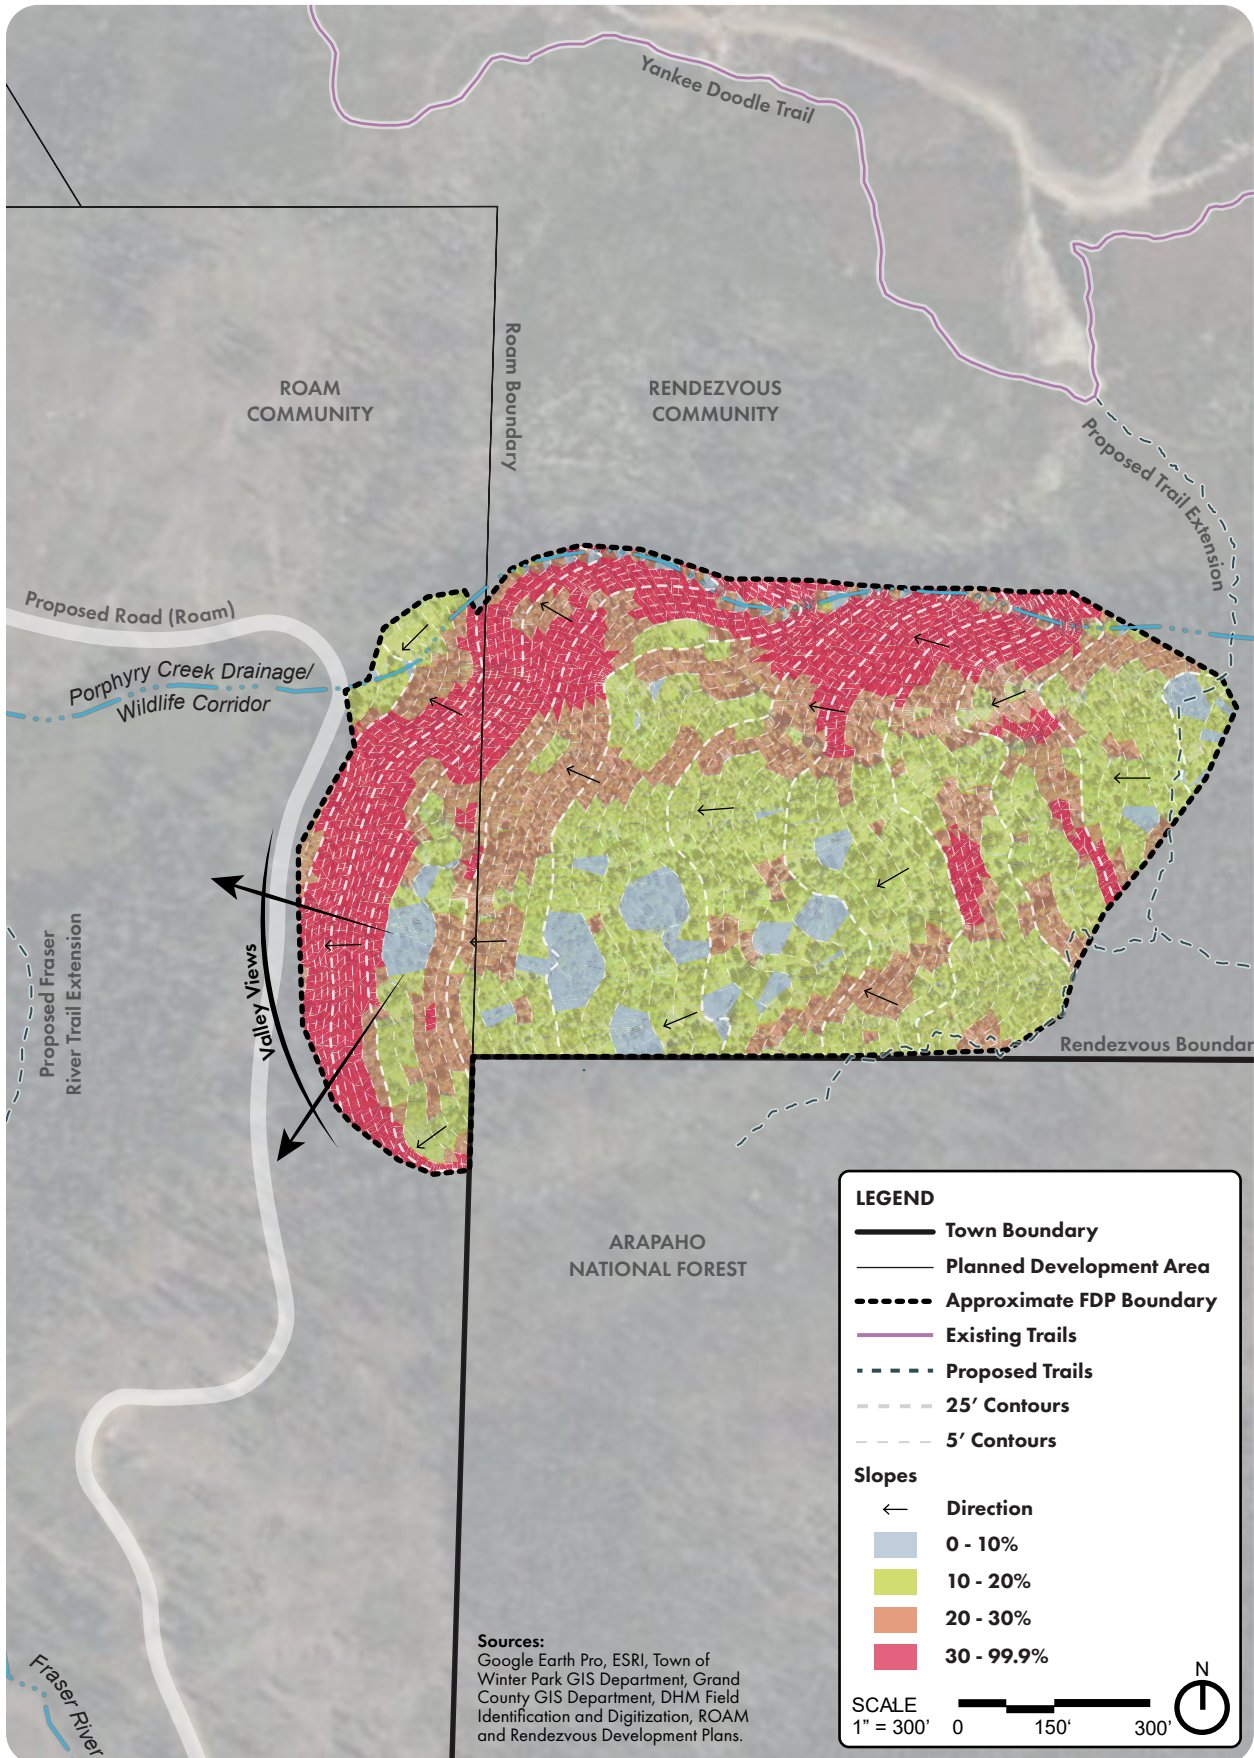 Yankee Doodle Trail
Roam Boundary
ROAM
COMMUNITY
RENDEZVOUS
COMMUNITY
Proposed Trail Extension
Proposed Road (Roam)
Porphyry Creek Drainage/
Wildlife Corridor
Valley Views
Proposed Fraser
River Trail Extension
Rendezvous Boundar
ARAPAHO
NATIONAL FOREST
LEGEND
Town Boundary
Planned Development Area
Approximate FDP Boundary
Existing Trails
Proposed Trails
25' Contours
5' Contours
Slopes
Direction
0 - 10%
10 - 20%
20 - 30%
30 - 99.9%
SCALE
1" = 300'
0 150' 300'
N
Sources:
Google Earth Pro, ESRI, Town of
Winter Park GIS Department, Grand
County GIS Department, DHM Field
Identification and Digitization, ROAM
and Rendezvous Development Plans.
Fraser River